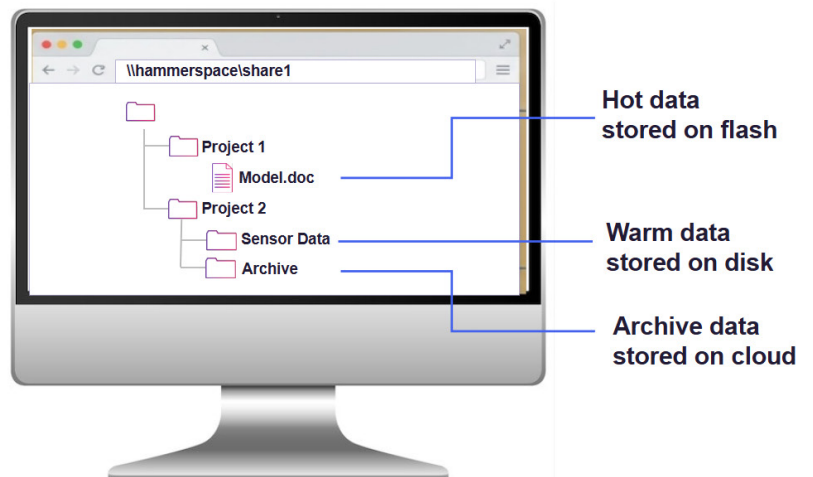 \\hammerspace\share1
Project 1
Model.doc
Project 2
Sensor Data
Archive
Hot data
stored on flash
Warm data
stored on disk
Archive data
stored on cloud